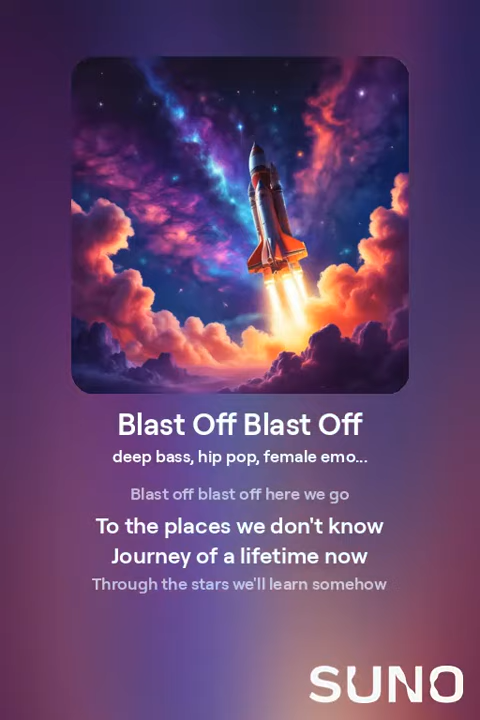 Blast Off Blast Off
deep bass, hip pop, female emo...
Blast off blast off here we go
To the places we don't know
Journey of a lifetime now
Through the stars we'll learn somehow
SUNO